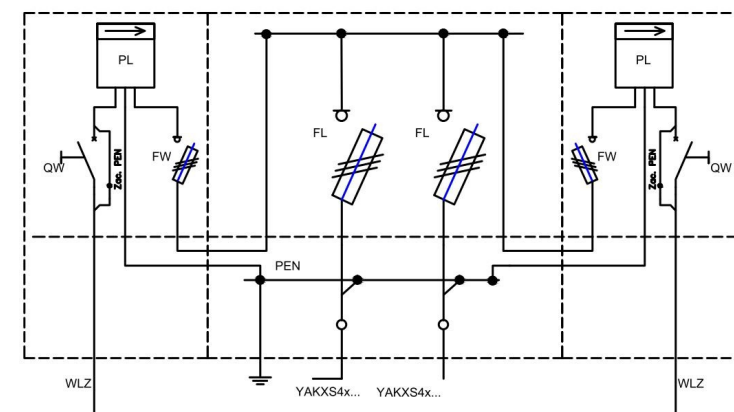 PL
PL
FL
FL
QW
Zac. PEN
FW
FW
Zac. PEN
QW
PEN
WLZ
YAKXS4x...
YAKXS4x...
WLZ